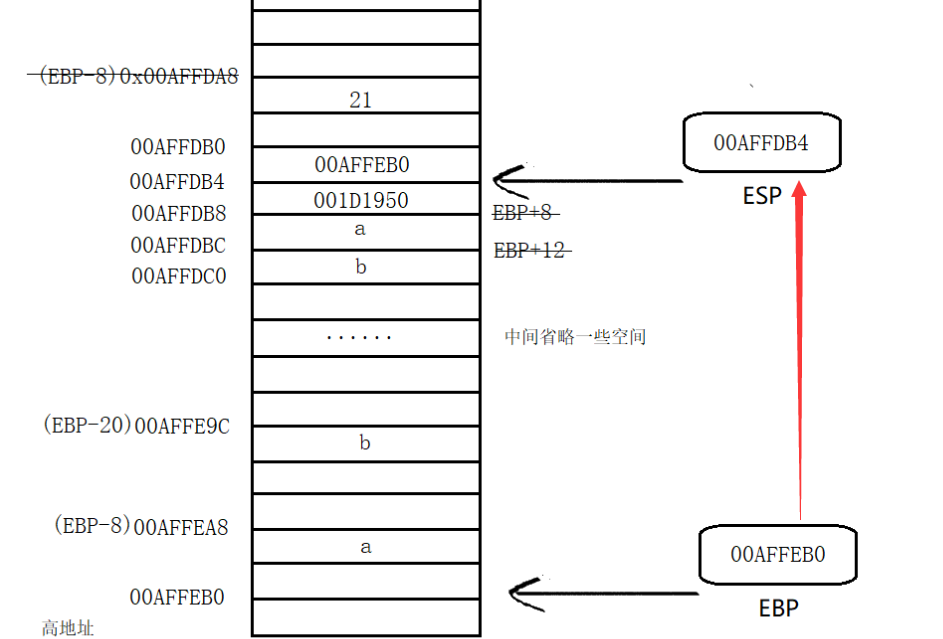 (EBP-8)0x00AFFDA8
21
00AFFDB4
00AFFDB0
00AFFEB0
00AFFDB4
ESP
001D1950
00AFFDB8
EBP+8
a
00AFFDBC
EBP+12
b
00AFFDC0
······
中间省略一些空间
(EBP-20)00AFFE9C
b
(EBP-8)00AFFEA8
a
00AFFEB0
00AFFEB0
EBP
高地址